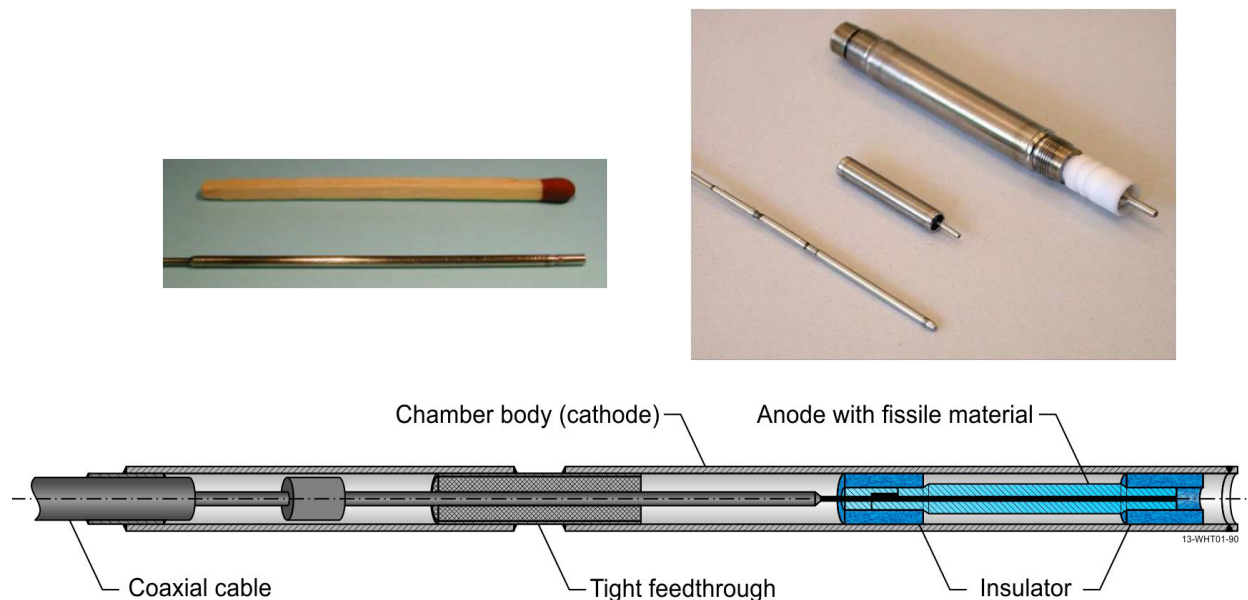 Chamber body (cathode)
Anode with fissile material
13-WHT01-90
Coaxial cable
Tight feedthrough
Insulator